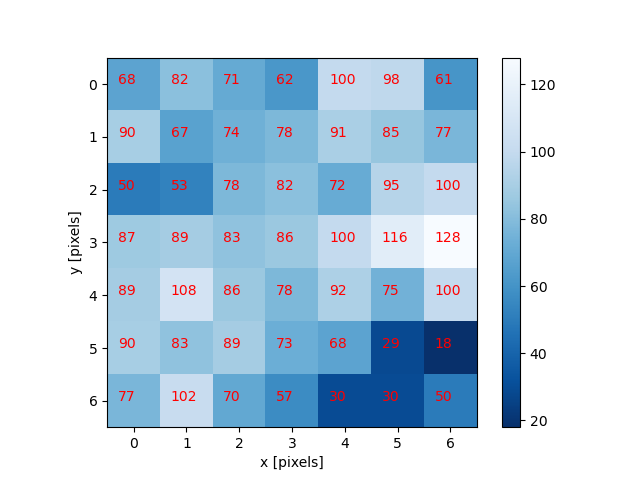 0 68 82 71 62 100 98 61
1 90 67 74 78 91 85 77
2 50 53 78 82 72 95 100
3 87 89 83 86 100 116 128
4 89 108 86 78 92 75 100
5 90 83 89 73 68 29 18
6 77 102 70 57 30 30 50
0 1 2 3 4 5 6
x [pixels]
y [pixels]
120
100
80
60
40
20